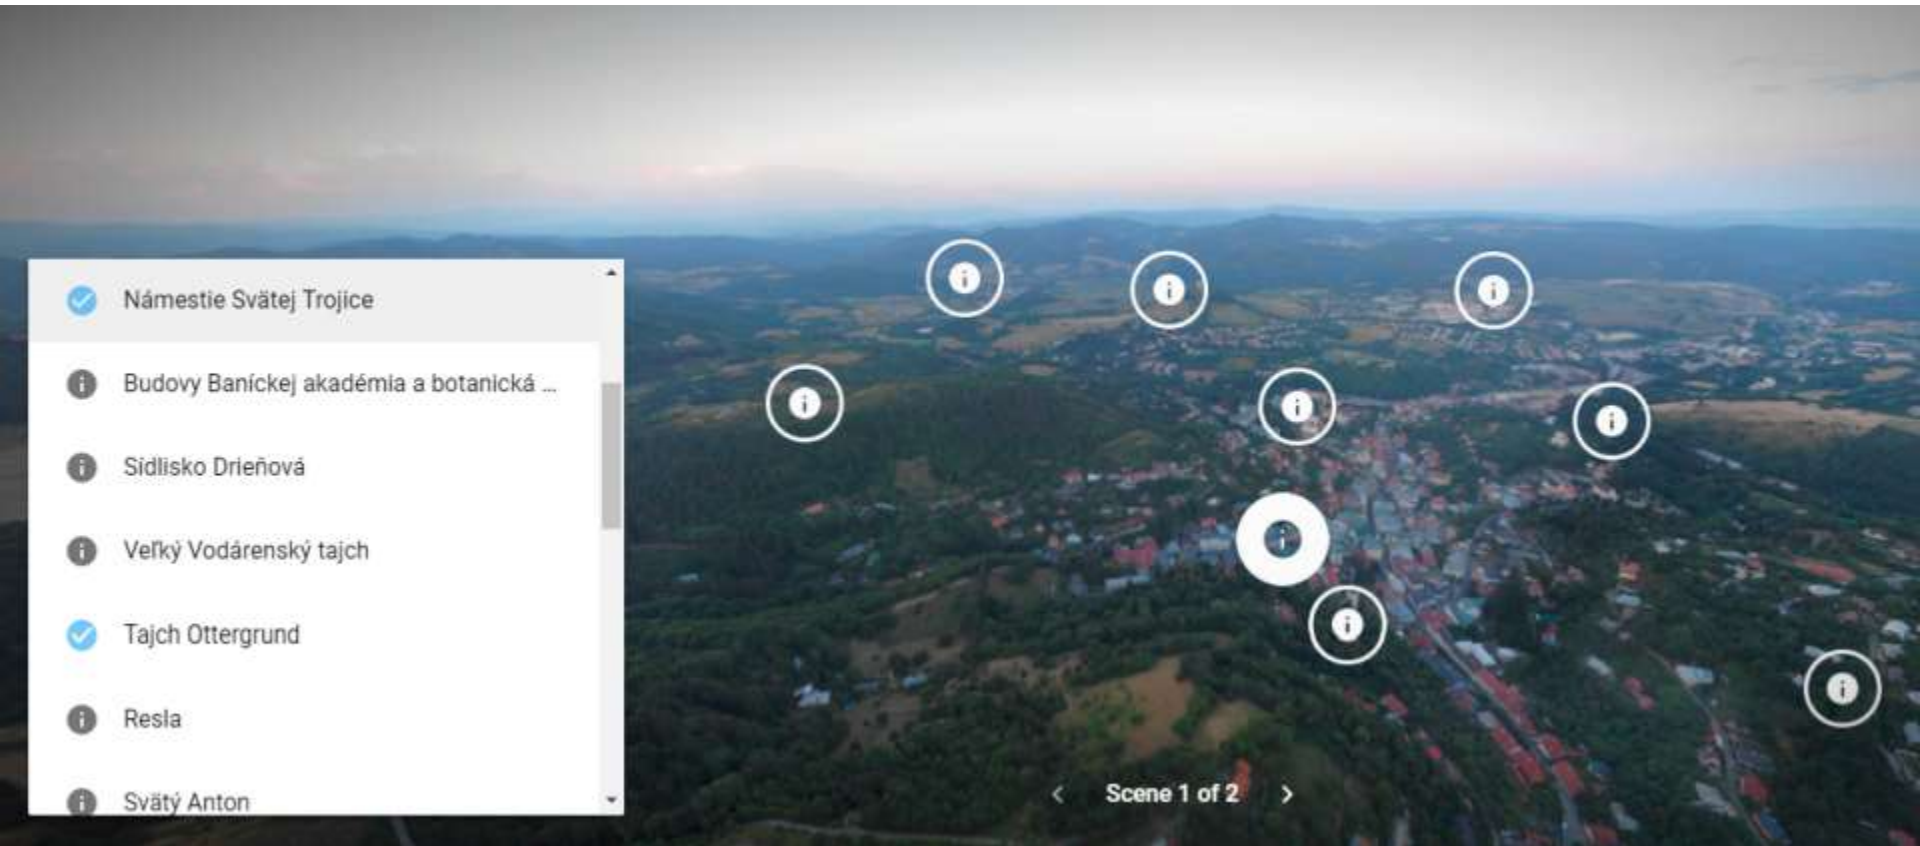 Námestie Svätej Trojice
Budovy Baníckej akadémia a botanická ...
Sídlisko Drieňová
Veľký Vodárenský tajch
Tajch Ottergrund
Resla
Svätý Anton
Scene 1 of 2